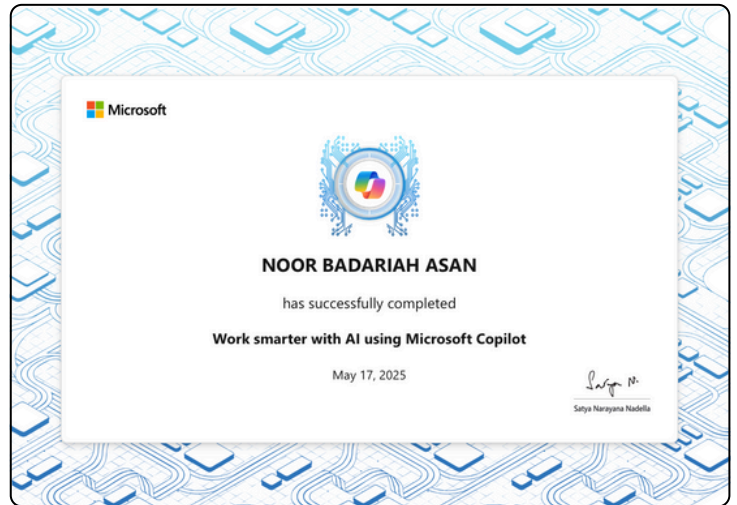 Microsoft
NOOR BADARIAH ASAN
has successfully completed
Work smarter with AI using Microsoft Copilot
May 17, 2025
Satya N.
Satya Narayana Nadella